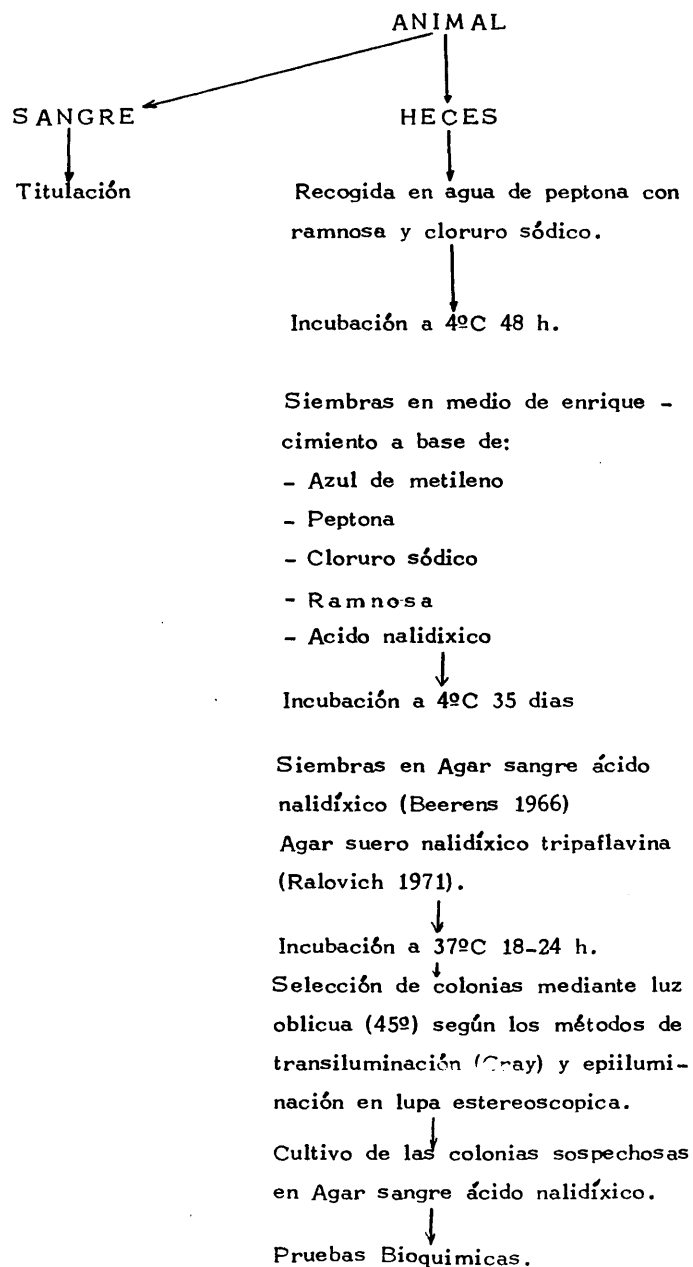 ANIMAL
SANGRE
HECES
Titulación
Recogida en agua de peptona con
ramnosa y cloruro sódico.
Incubación a 4ºC 48 h.
Siembras en medio de enrique -
cimiento a base de:
- Azul de metileno
- Peptona
- Cloruro sódico
- Ramnosa
- Acido nalidixico
Incubación a 4ºC 35 dias
Siembras en Agar sangre ácido
nalidíxico (Beerens 1966)
Agar suero nalidíxico tripaflavina
(Ralovich 1971).
Incubación a 37ºC 18-24 h.
Selección de colonias mediante luz
oblicua (45º) según los métodos de
transiluminación (Gray) y epiilumi-
nación en lupa estereoscopica.
Cultivo de las colonias sospechosas
en Agar sangre ácido nalidíxico.
Pruebas Bioquimicas.